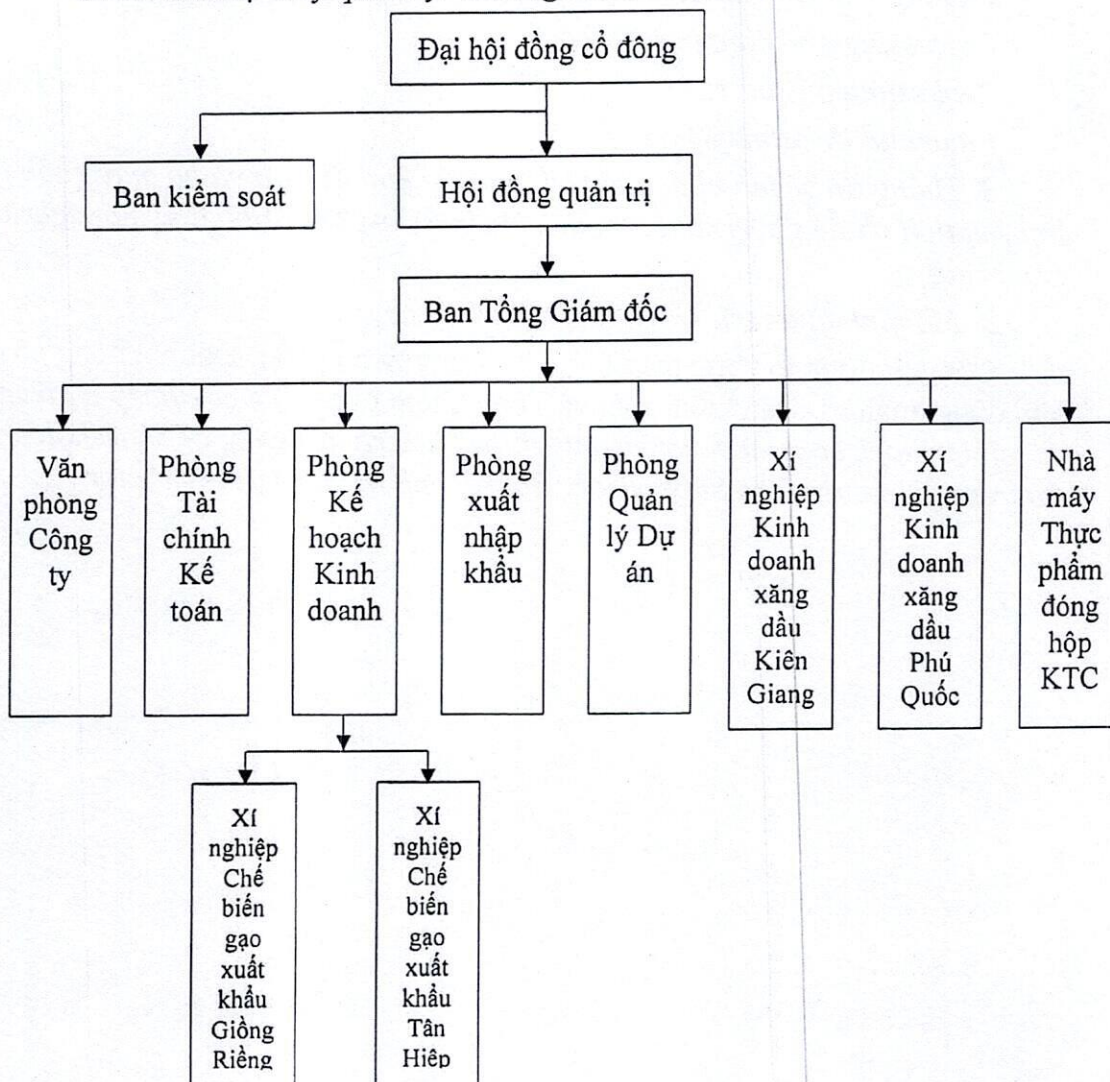 Đại hội đồng cổ đông
Ban kiểm soát
Hội đồng quản trị
Ban Tổng Giám đốc
Văn
phòng
Công
ty
Phòng
Tài
chính
Kế
toán
Phòng
Kế
hoạch
Kinh
doanh
Phòng
xuất
nhập
khẩu
Phòng
Quản
lý Dự
án
Xí
nghiệp
Kinh
doanh
xăng
dầu
Kiên
Giang
Xí
nghiệp
Kinh
doanh
xăng
dầu
Phú
Quốc
Nhà
máy
Thực
phẩm
đóng
hộp
KTC
Xí
nghiệp
Chế
biến
gạo
xuất
khẩu
Giồng
Riềng
Xí
nghiệp
Chế
biến
gạo
xuất
khẩu
Tân
Hiệp